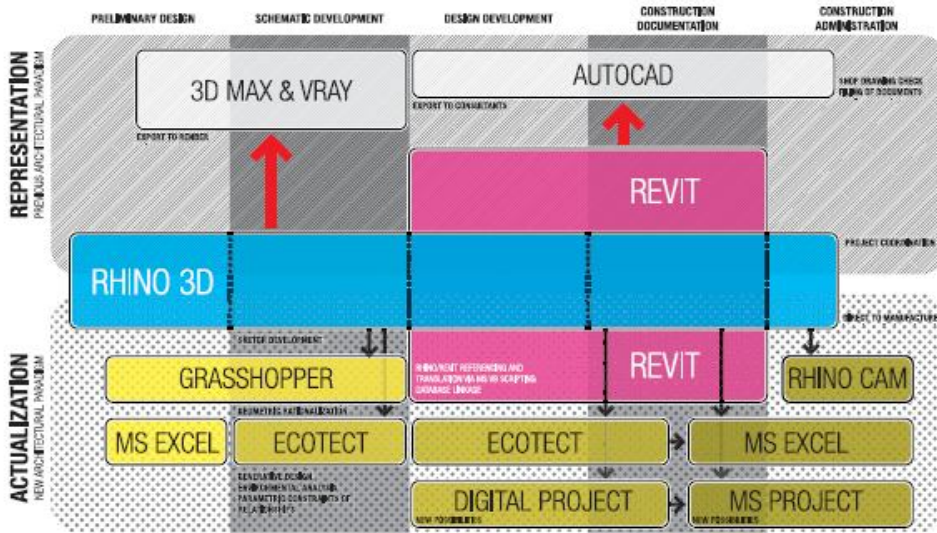 PRELIMINARY DESIGN
SCHEMATIC DEVELOPMENT
DESIGN DEVELOPMENT
CONSTRUCTION
DOCUMENTATION
CONSTRUCTION
ADMINISTRATION
REPRESENTATION
PREVIOUS ARCHITECTURAL PARADIGM
3D MAX & VRAY
EXPORT TO RENDER
AUTOCAD
EXPORT TO CONSULTANTS
SHOP DRAWING CHECK
FILING OF DOCUMENTS
REVIT
PROJECT COORDINATION
RHINO 3D
DIRECT TO MANUFACTURE
ACTUALIZATION
NEW ARCHITECTURAL PARADIGM
SKETCH DEVELOPMENT
GRASSHOPPER
RHINO/REVIT REFERENCING AND
TRANSLATION VIA MS VB SCRIPTING
DATABASE LINKAGE
REVIT
RHINO CAM
GEOMETRIC RATIONALIZATION
MS EXCEL
ECOTECT
ECOTECT
MS EXCEL
GENERATIVE DESIGN
ENVIRONMENTAL ANALYSIS
PARAMETRIC CONSTRAINTS OF
RELATIONSHIPS
DIGITAL PROJECT
NEW POSSIBILITIES
MS PROJECT
NEW POSSIBILITIES